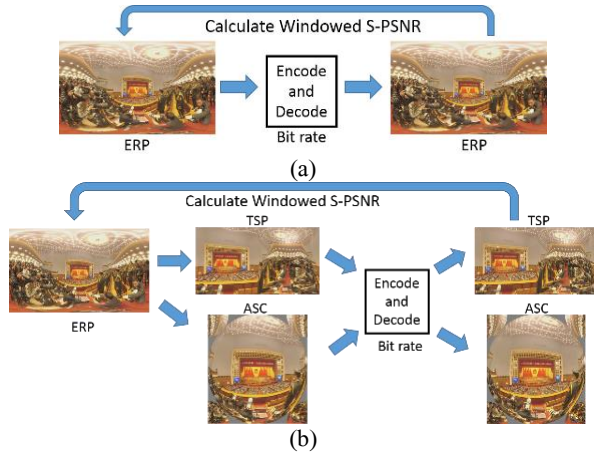 Calculate Windowed S-PSNR
Encode
and
Decode
Bit rate
ERP
ERP
(a)
Calculate Windowed S-PSNR
TSP
TSP
Encode
and
Decode
Bit rate
ERP
ASC
ASC
(b)